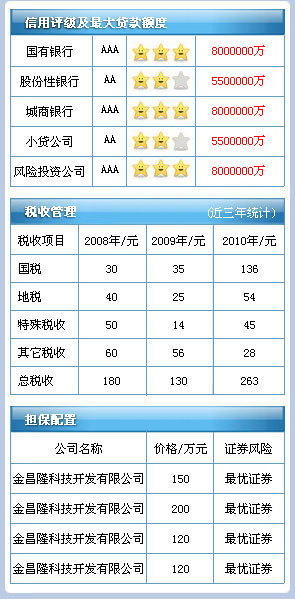 信用评级及最大贷款额度
国有银行 AAA 8000000万
股份性银行 AA 5500000万
城商银行 AAA 8000000万
小贷公司 AA 5500000万
风险投资公司 AAA 8000000万
税收管理 (近三年统计)
税收项目 2008年/元 2009年/元 2010年/元
国税 30 35 136
地税 40 25 54
特殊税收 50 14 45
其它税收 60 56 28
总税收 180 130 263
担保配置
公司名称 价格/万元 证券风险
金昌隆科技开发有限公司 150 最优证券
金昌隆科技开发有限公司 200 最优证券
金昌隆科技开发有限公司 120 最优证券
金昌隆科技开发有限公司 120 最优证券